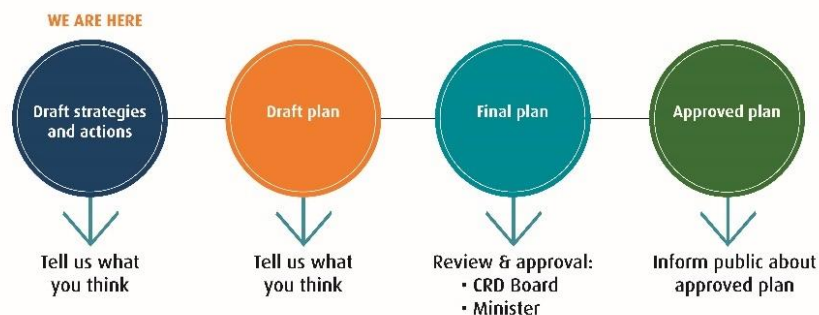 WE ARE HERE
Draft strategies
and actions
Draft plan
Final plan
Approved plan
Tell us what
you think
Tell us what
you think
Review & approval:
• CRD Board
• Minister
Inform public about
approved plan